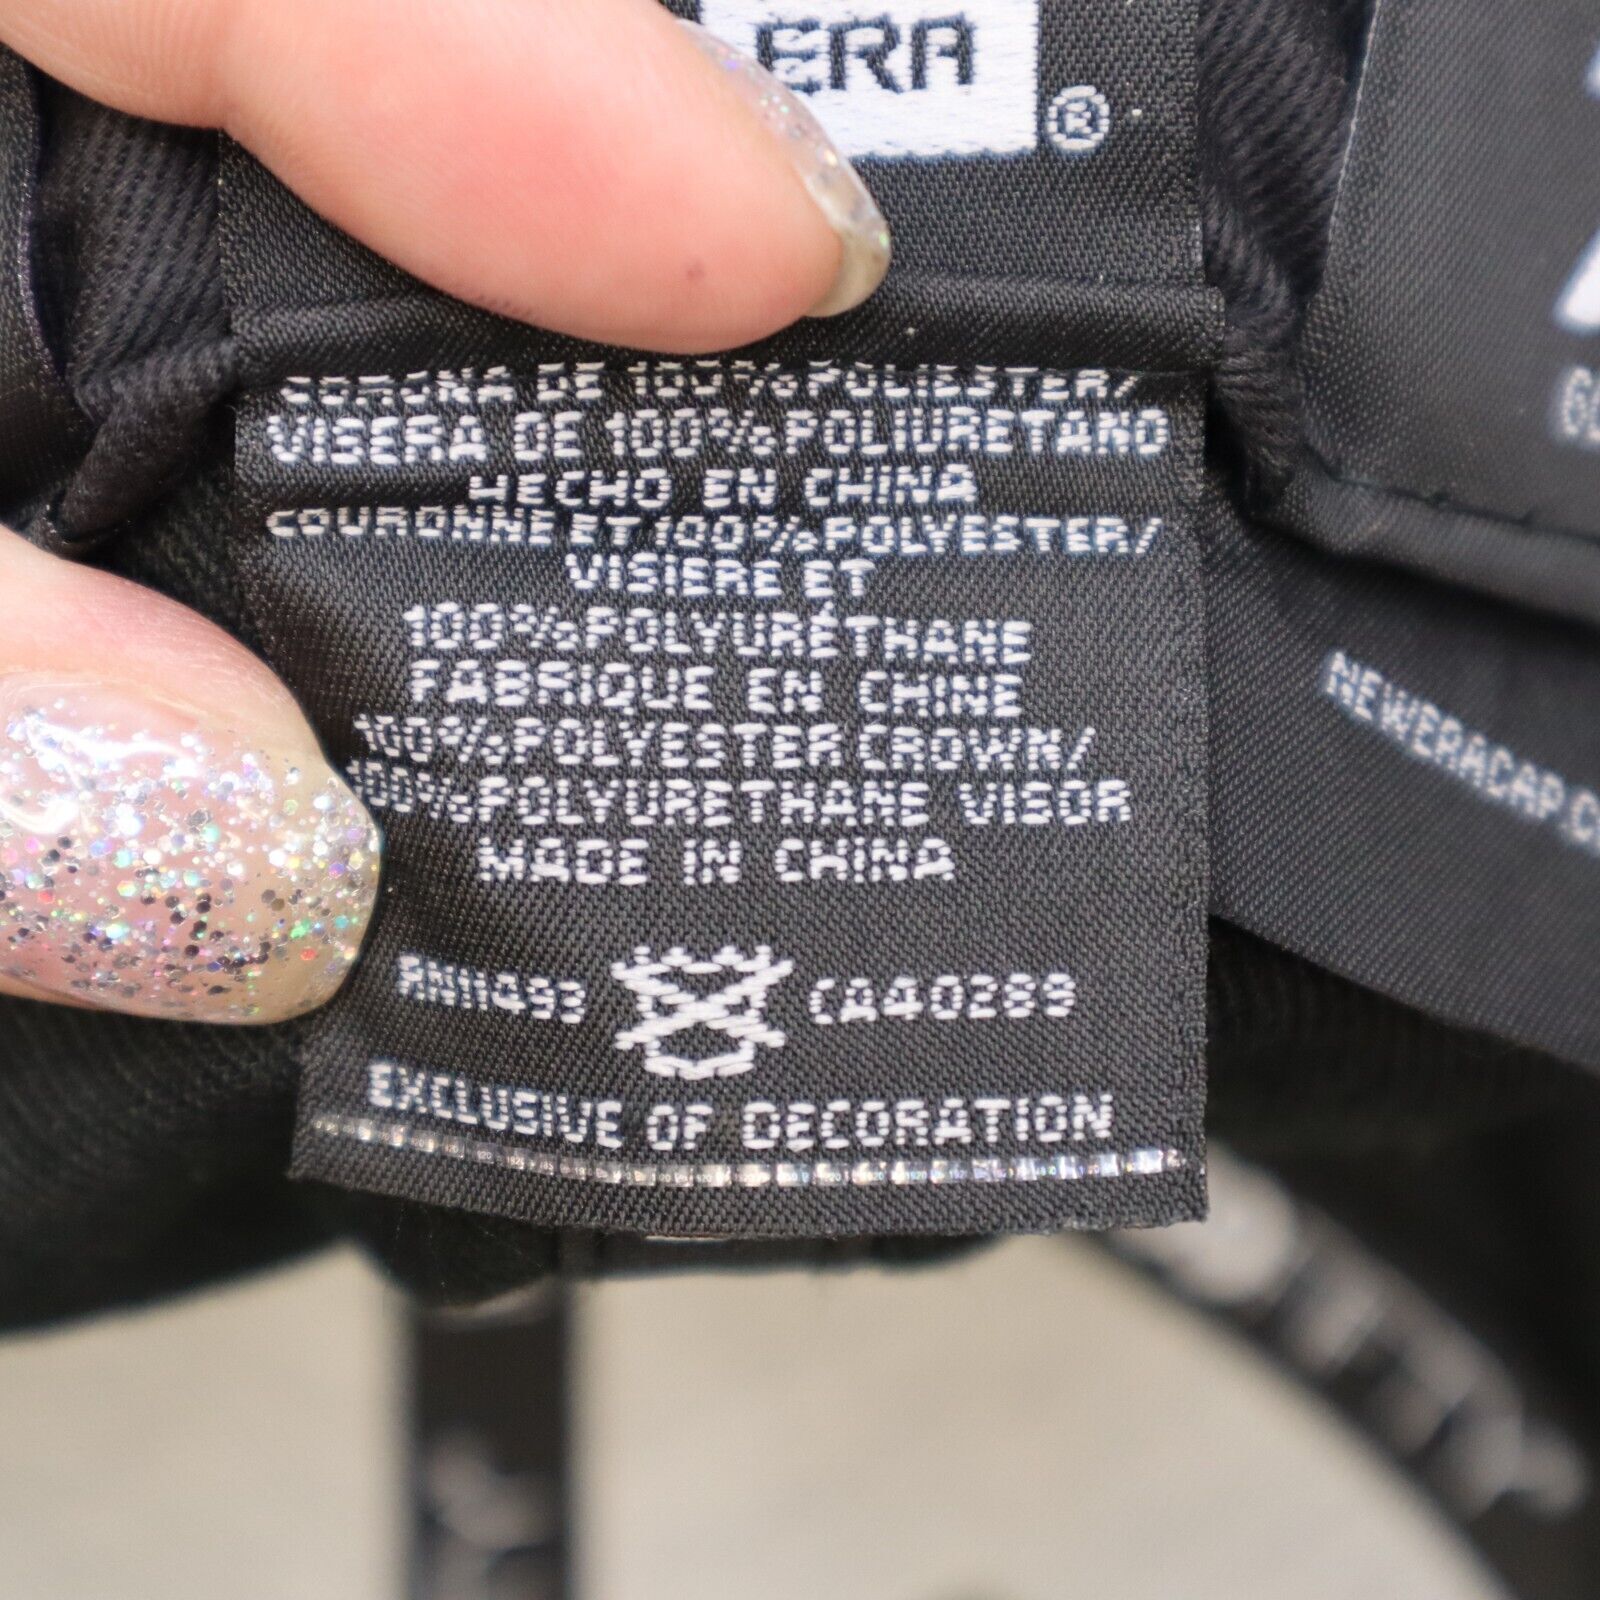 ERA ®
CORONA DE 100% POLIESTER/
VISERA DE 100% POLIURETANO
HECHO EN CHINA
COURONNE ET 100% POLYESTER/
VISIERE ET
100% POLYURÉTHANE
FABRIQUE EN CHINE
100% POLYESTER CROWN/
100% POLYURETHANE VISOR
MADE IN CHINA
CA40289
EXCLUSIVE OF DECORATION
NEWERACAP.C